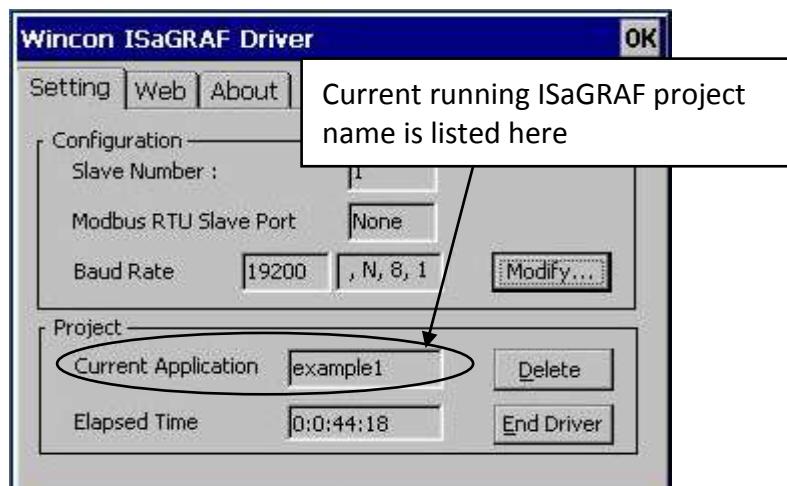 Wincon ISaGRAF Driver OK
Setting Web About
Current running ISaGRAF project
name is listed here
Configuration
Slave Number : 1
Modbus RTU Slave Port None
Baud Rate 19200 , N, 8, 1 Modify...
Project
Current Application example1 Delete
Elapsed Time 0:0:44:18 End Driver